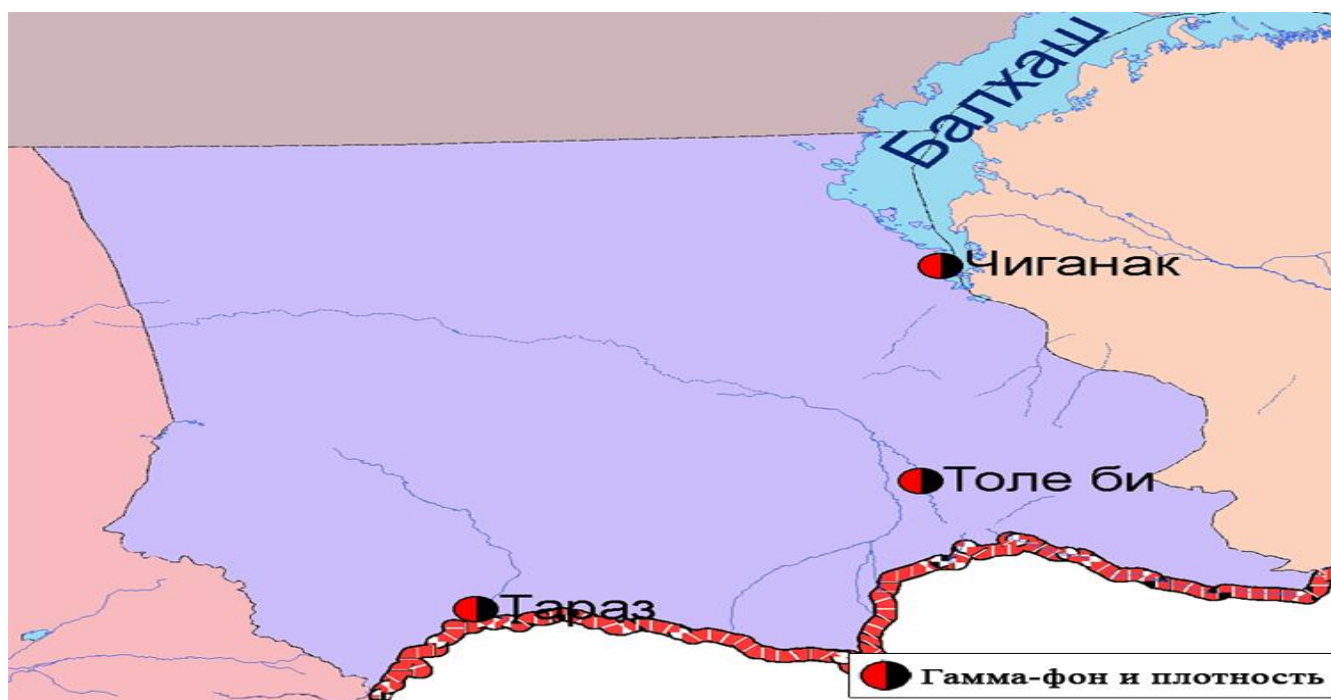 Балхаш
Чиганак
Толе би
Тараз
Гамма-фон и плотность